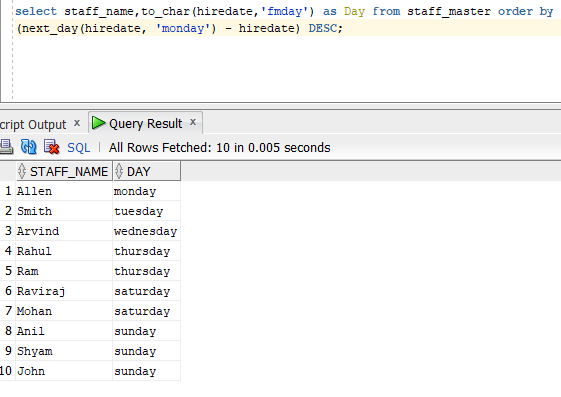 select staff_name,to_char(hiredate,'fmday') as Day from staff_master order by
(next_day(hiredate, 'monday') - hiredate) DESC;
cript Output x Query Result x
SQL | All Rows Fetched: 10 in 0.005 seconds
STAFF_NAME DAY
1 Allen monday
2 Smith tuesday
3 Arvind wednesday
4 Rahul thursday
5 Ram thursday
6 Raviraj saturday
7 Mohan saturday
8 Anil sunday
9 Shyam sunday
10 John sunday